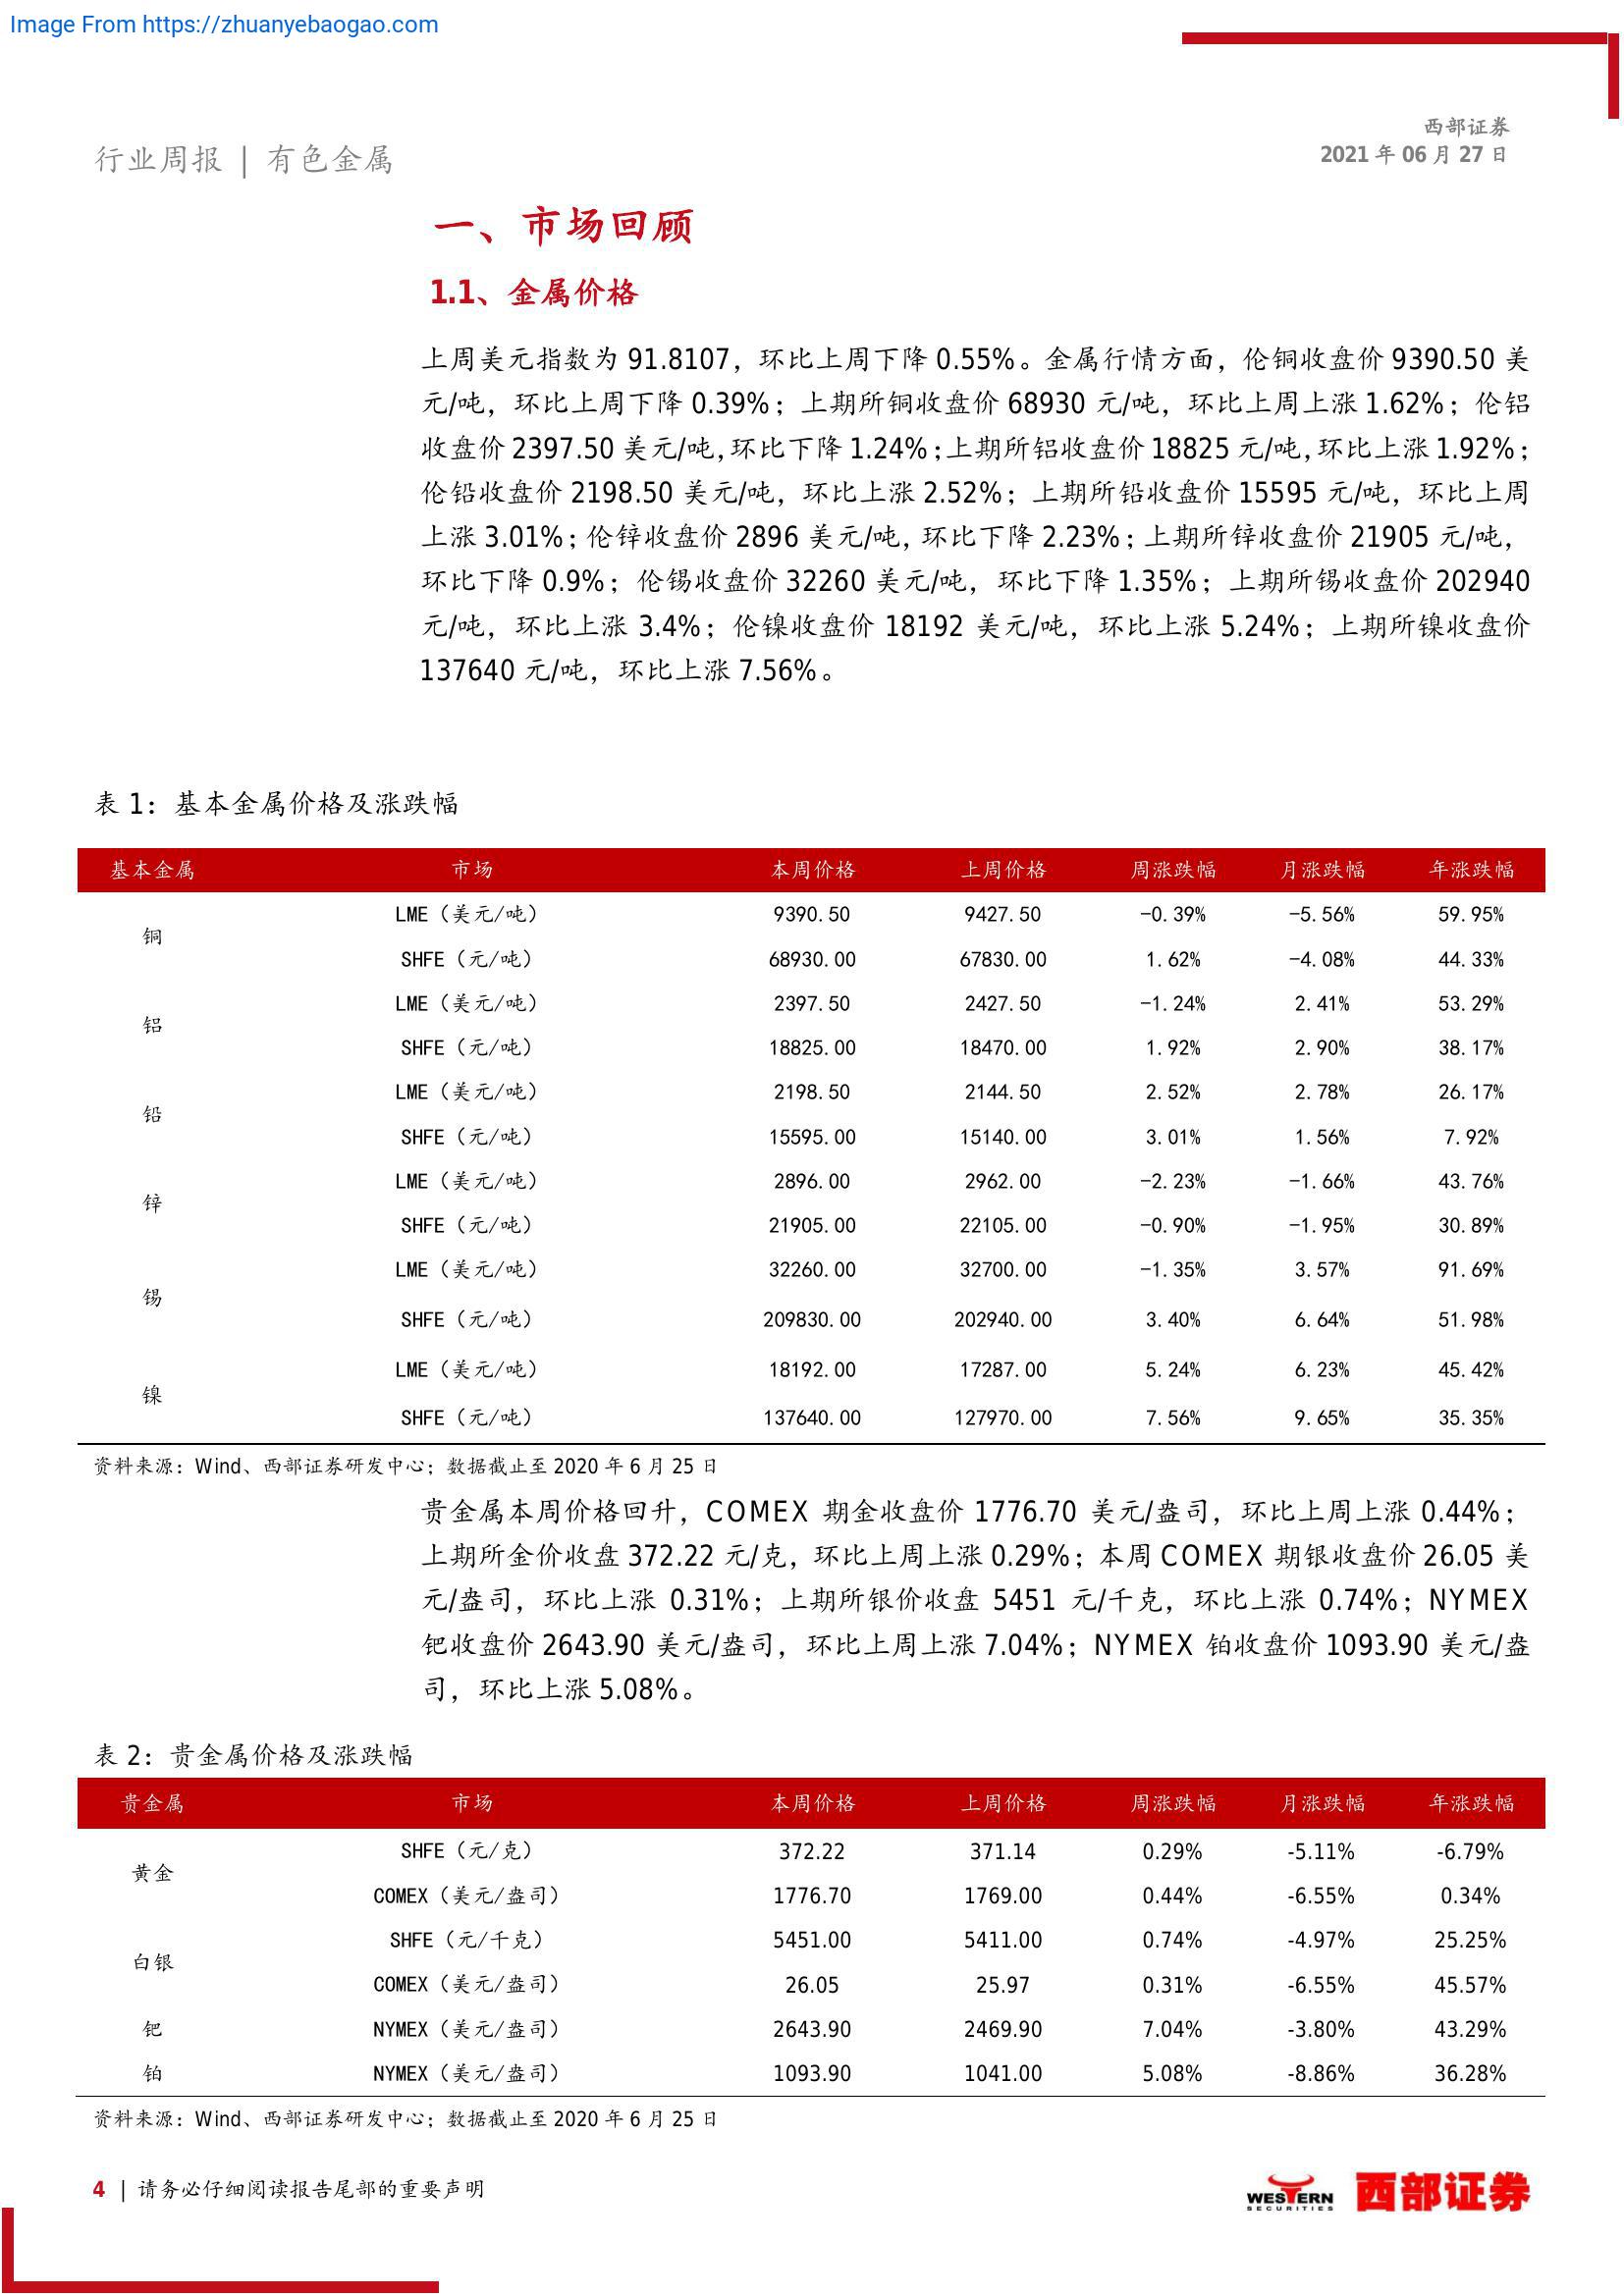 Image From https://zhuanyebaogao.com
西部证券
行业周报 | 有色金属
2021 年 06 月 27 日
一、市场回顾
1.1、金属价格
上周美元指数为 91.8107，环比上周下降 0.55%。金属行情方面，伦铜收盘价 9390.50 美
元/吨，环比上周下降 0.39%；上期所铜收盘价 68930 元/吨，环比上周上涨 1.62%；伦铝
收盘价 2397.50 美元/吨，环比下降 1.24%；上期所铝收盘价 18825 元/吨，环比上涨 1.92%；
伦铅收盘价 2198.50 美元/吨，环比上涨 2.52%；上期所铅收盘价 15595 元/吨，环比上周
上涨 3.01%；伦锌收盘价 2896 美元/吨，环比下降 2.23%；上期所锌收盘价 21905 元/吨，
环比下降 0.9%；伦锡收盘价 32260 美元/吨，环比下降 1.35%；上期所锡收盘价 202940
元/吨，环比上涨 3.4%；伦镍收盘价 18192 美元/吨，环比上涨 5.24%；上期所镍收盘价
137640 元/吨，环比上涨 7.56%。
表 1：基本金属价格及涨跌幅
基本金属 市场 本周价格 上周价格 周涨跌幅 月涨跌幅 年涨跌幅
铜 LME（美元/吨） 9390.50 9427.50 -0.39% -5.56% 59.95%
SHFE（元/吨） 68930.00 67830.00 1.62% -4.08% 44.33%
铝 LME（美元/吨） 2397.50 2427.50 -1.24% 2.41% 53.29%
SHFE（元/吨） 18825.00 18470.00 1.92% 2.90% 38.17%
铅 LME（美元/吨） 2198.50 2144.50 2.52% 2.78% 26.17%
SHFE（元/吨） 15595.00 15140.00 3.01% 1.56% 7.92%
锌 LME（美元/吨） 2896.00 2962.00 -2.23% -1.66% 43.76%
SHFE（元/吨） 21905.00 22105.00 -0.90% -1.95% 30.89%
锡 LME（美元/吨） 32260.00 32700.00 -1.35% 3.57% 91.69%
SHFE（元/吨） 209830.00 202940.00 3.40% 6.64% 51.98%
镍 LME（美元/吨） 18192.00 17287.00 5.24% 6.23% 45.42%
SHFE（元/吨） 137640.00 127970.00 7.56% 9.65% 35.35%
资料来源：Wind、西部证券研发中心；数据截止至 2020 年 6 月 25 日
贵金属本周价格回升，COMEX 期金收盘价 1776.70 美元/盎司，环比上周上涨 0.44%；
上期所金价收盘 372.22 元/克，环比上周上涨 0.29%；本周 COMEX 期银收盘价 26.05 美
元/盎司，环比上涨 0.31%；上期所银价收盘 5451 元/千克，环比上涨 0.74%；NYMEX
钯收盘价 2643.90 美元/盎司，环比上周上涨 7.04%；NYMEX 铂收盘价 1093.90 美元/盎
司，环比上涨 5.08%。
表 2：贵金属价格及涨跌幅
贵金属 市场 本周价格 上周价格 周涨跌幅 月涨跌幅 年涨跌幅
黄金 SHFE（元/克） 372.22 371.14 0.29% -5.11% -6.79%
COMEX（美元/盎司） 1776.70 1769.00 0.44% -6.55% 0.34%
白银 SHFE（元/千克） 5451.00 5411.00 0.74% -4.97% 25.25%
COMEX（美元/盎司） 26.05 25.97 0.31% -6.55% 45.57%
钯 NYMEX（美元/盎司） 2643.90 2469.90 7.04% -3.80% 43.29%
铂 NYMEX（美元/盎司） 1093.90 1041.00 5.08% -8.86% 36.28%
资料来源：Wind、西部证券研发中心；数据截止至 2020 年 6 月 25 日
4 | 请务必仔细阅读报告尾部的重要声明
WESTERN SECURITIES 西部证券